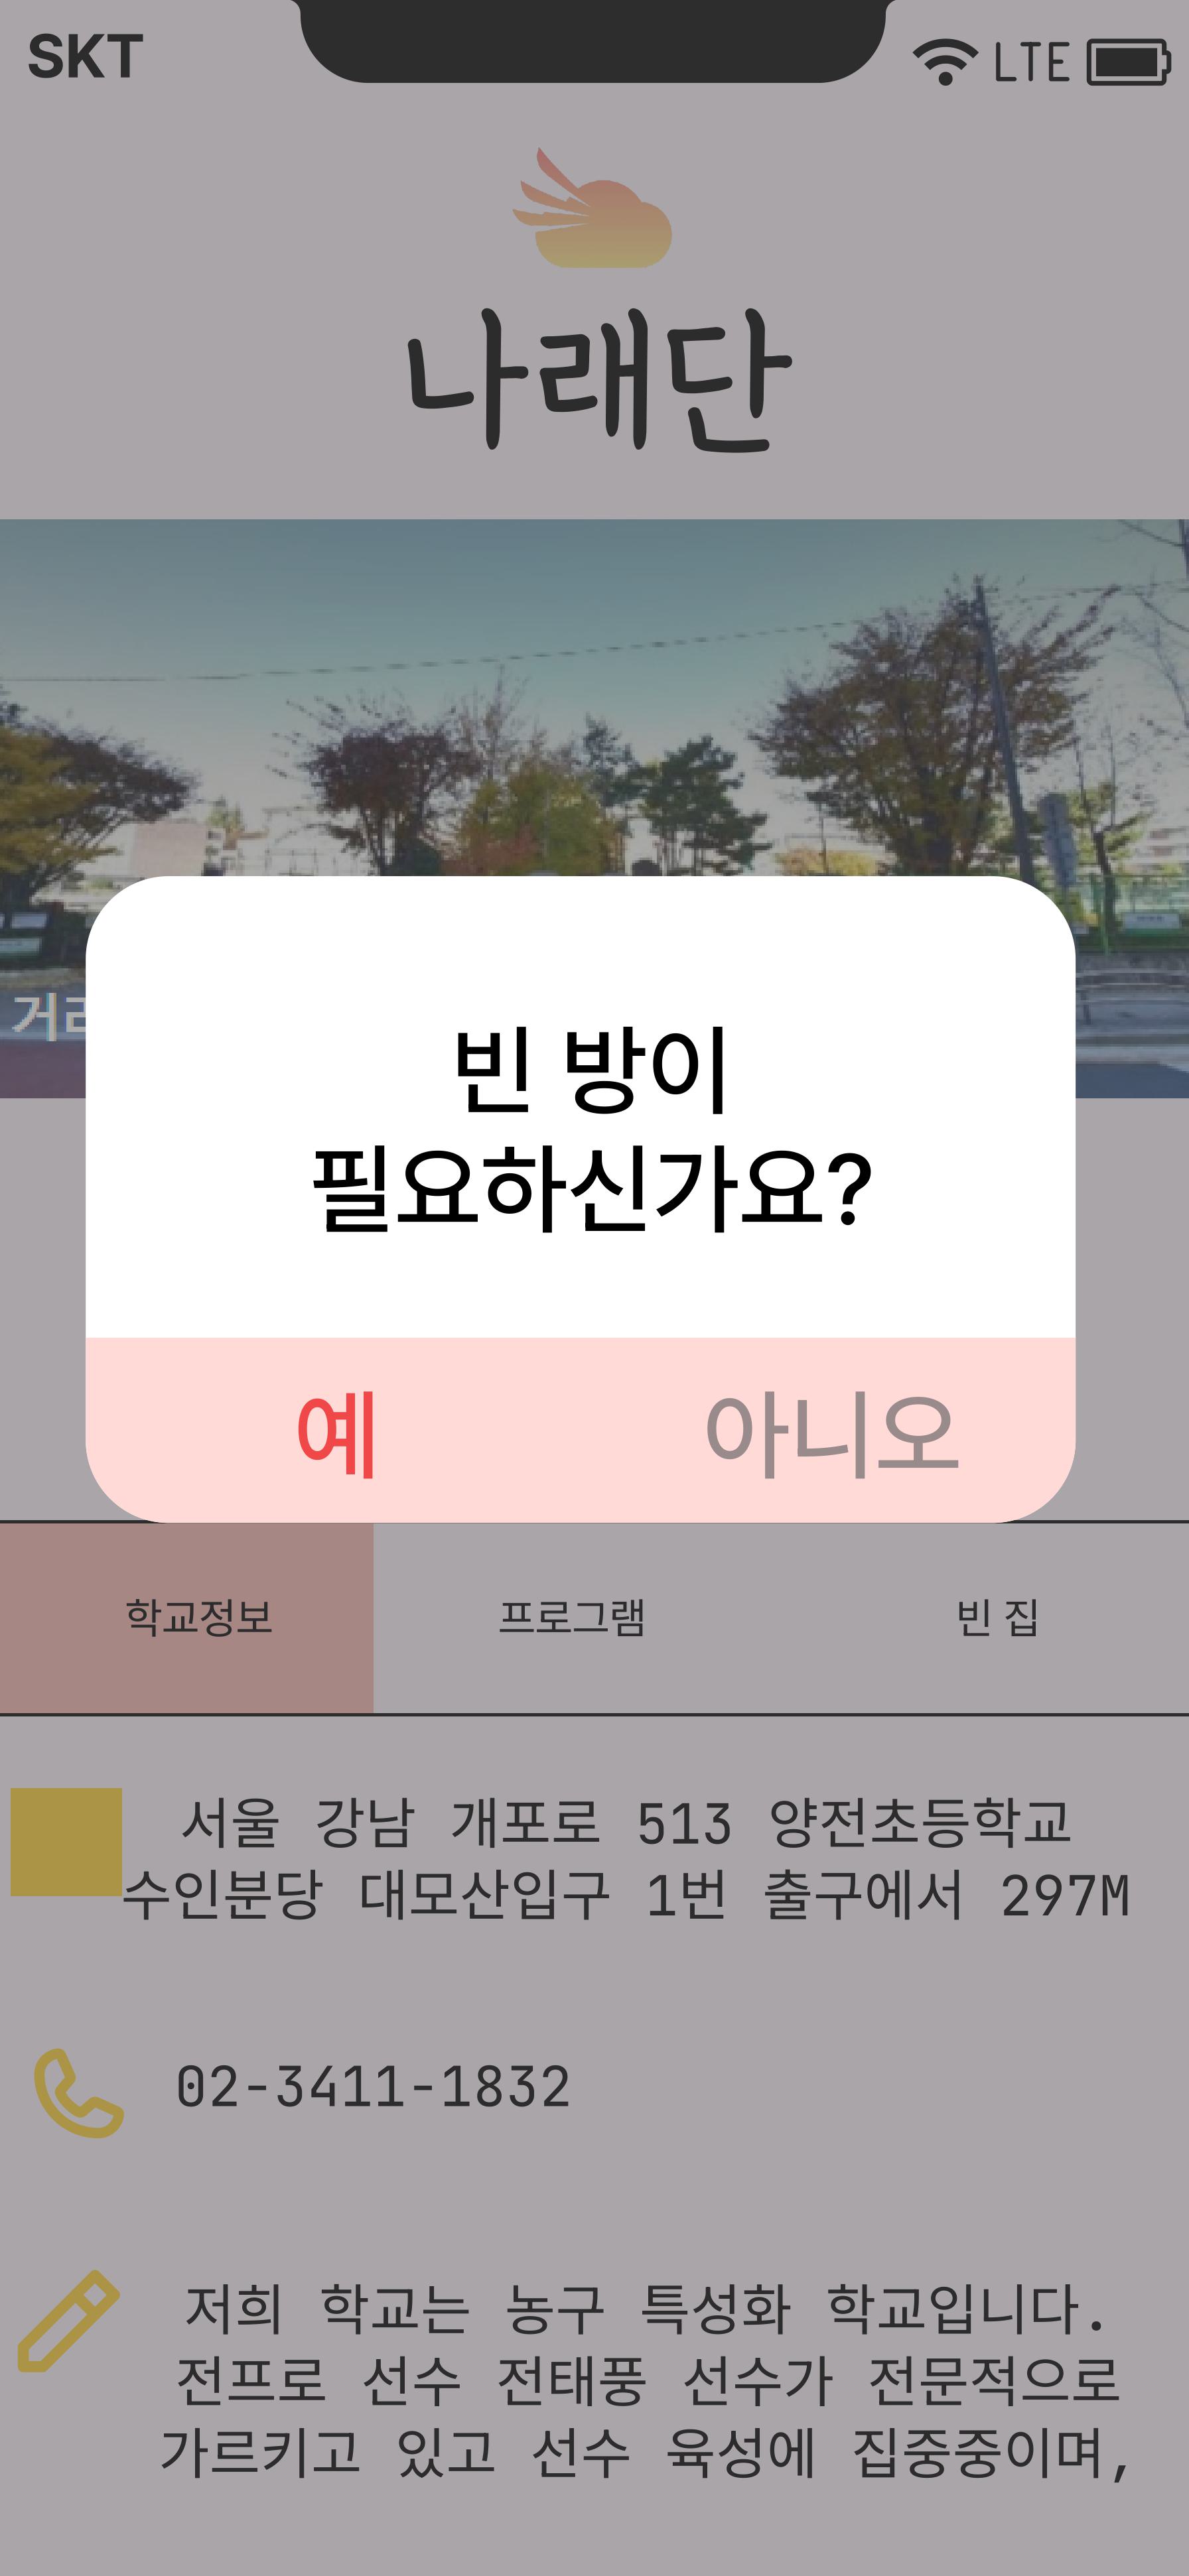 SKT
LTE
나래단
빈 방이
필요하신가요?
예
아니오
학교정보
프로그램
빈 집
서울 강남 개포로 513 양전초등학교
수인분당 대모산입구 1번 출구에서 297M
02-3411-1832
저희 학교는 농구 특성화 학교입니다.
전프로 선수 전태풍 선수가 전문적으로
가르키고 있고 선수 육성에 집중중이며,